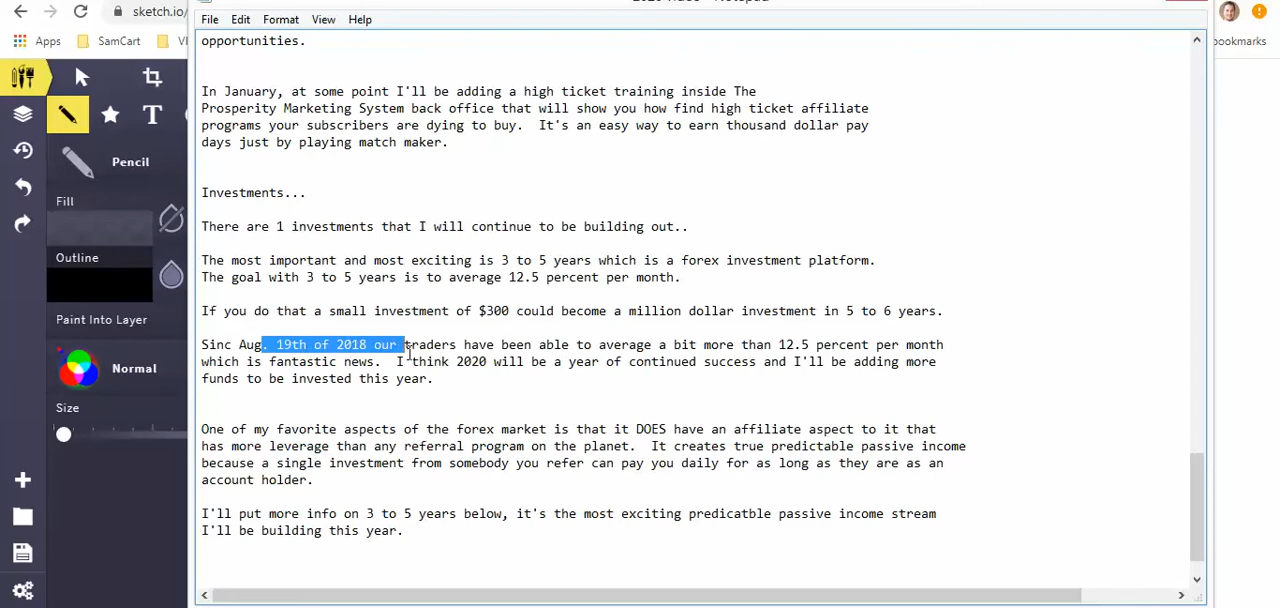 sketch.io/
File Edit Format View Help
Apps SamCart
bookmarks
opportunities.
In January, at some point I'll be adding a high ticket training inside The
Prosperity Marketing System back office that will show you how find high ticket affiliate
programs your subscribers are dying to buy. It's an easy way to earn thousand dollar pay
days just by playing match maker.
Investments...
There are 1 investments that I will continue to be building out..
The most important and most exciting is 3 to 5 years which is a forex investment platform.
The goal with 3 to 5 years is to average 12.5 percent per month.
If you do that a small investment of $300 could become a million dollar investment in 5 to 6 years.
Sinc Aug. 19th of 2018 our traders have been able to average a bit more than 12.5 percent per month
which is fantastic news. I think 2020 will be a year of continued success and I'll be adding more
funds to be invested this year.
One of my favorite aspects of the forex market is that it DOES have an affiliate aspect to it that
has more leverage than any referral program on the planet. It creates true predictable passive income
because a single investment from somebody you refer can pay you daily for as long as they are as an
account holder.
I'll put more info on 3 to 5 years below, it's the most exciting predicatble passive income stream
I'll be building this year.
T
Pencil
Fill
Outline
Paint Into Layer
Normal
Size